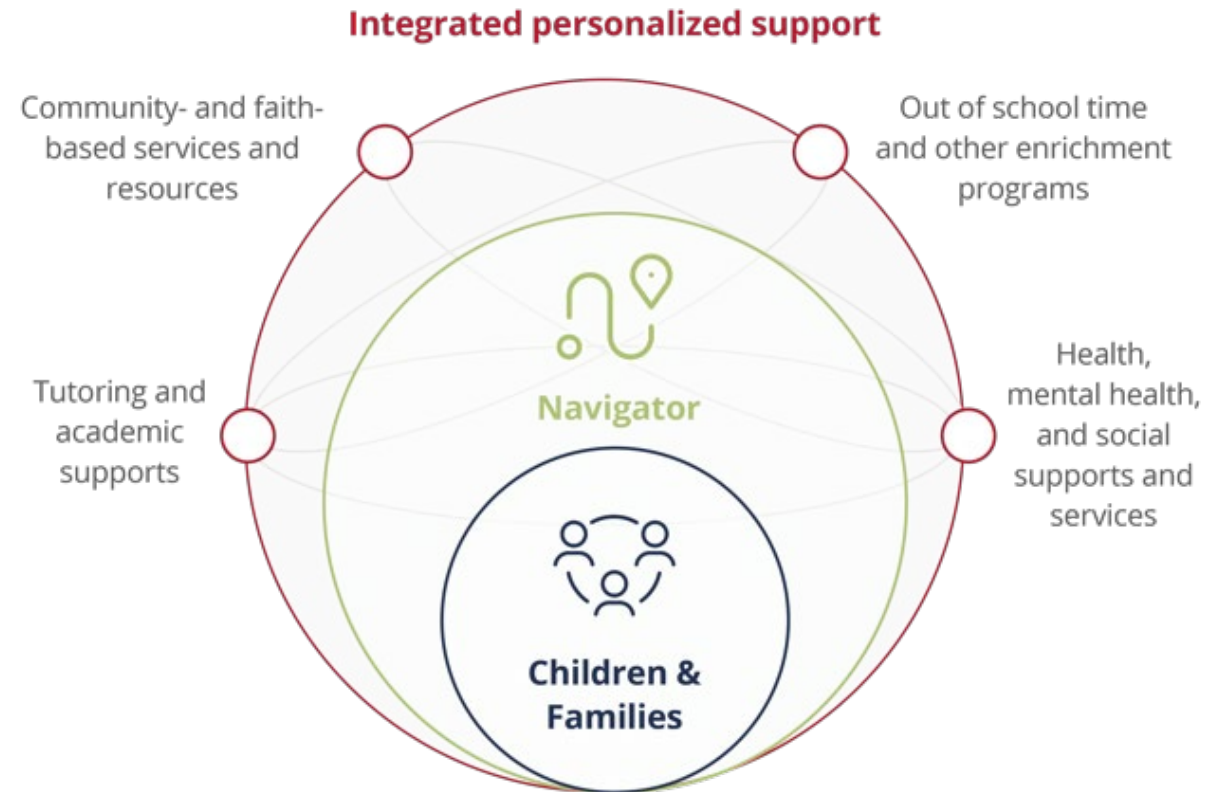 Integrated personalized support
Community- and faith-
based services and
resources
Out of school time
and other enrichment
programs
Tutoring and
academic
supports
Navigator
Health,
mental health,
and social
supports and
services
Children &
Families